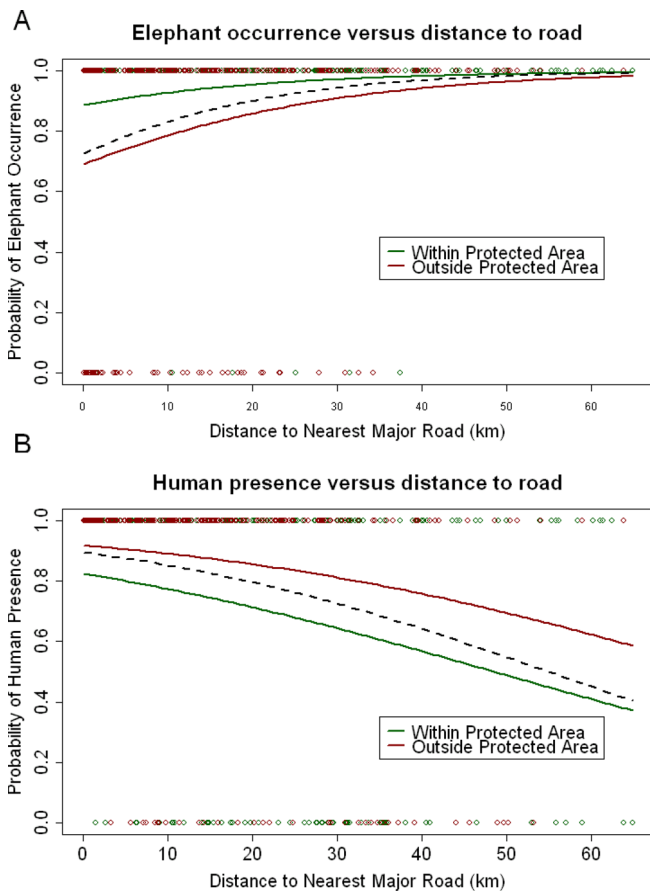 A
Elephant occurrence versus distance to road
Probability of Elephant Occurrence
1.0
0.8
0.6
0.4
0.2
0.0
Within Protected Area
Outside Protected Area
0 10 20 30 40 50 60
Distance to Nearest Major Road (km)
B
Human presence versus distance to road
Probability of Human Presence
1.0
0.8
0.6
0.4
0.2
0.0
Within Protected Area
Outside Protected Area
0 10 20 30 40 50 60
Distance to Nearest Major Road (km)